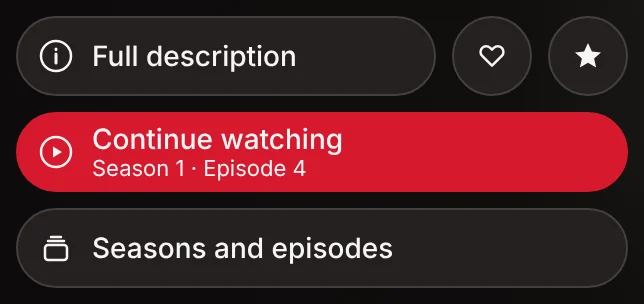 Full description
Continue watching
Season 1 · Episode 4
Seasons and episodes